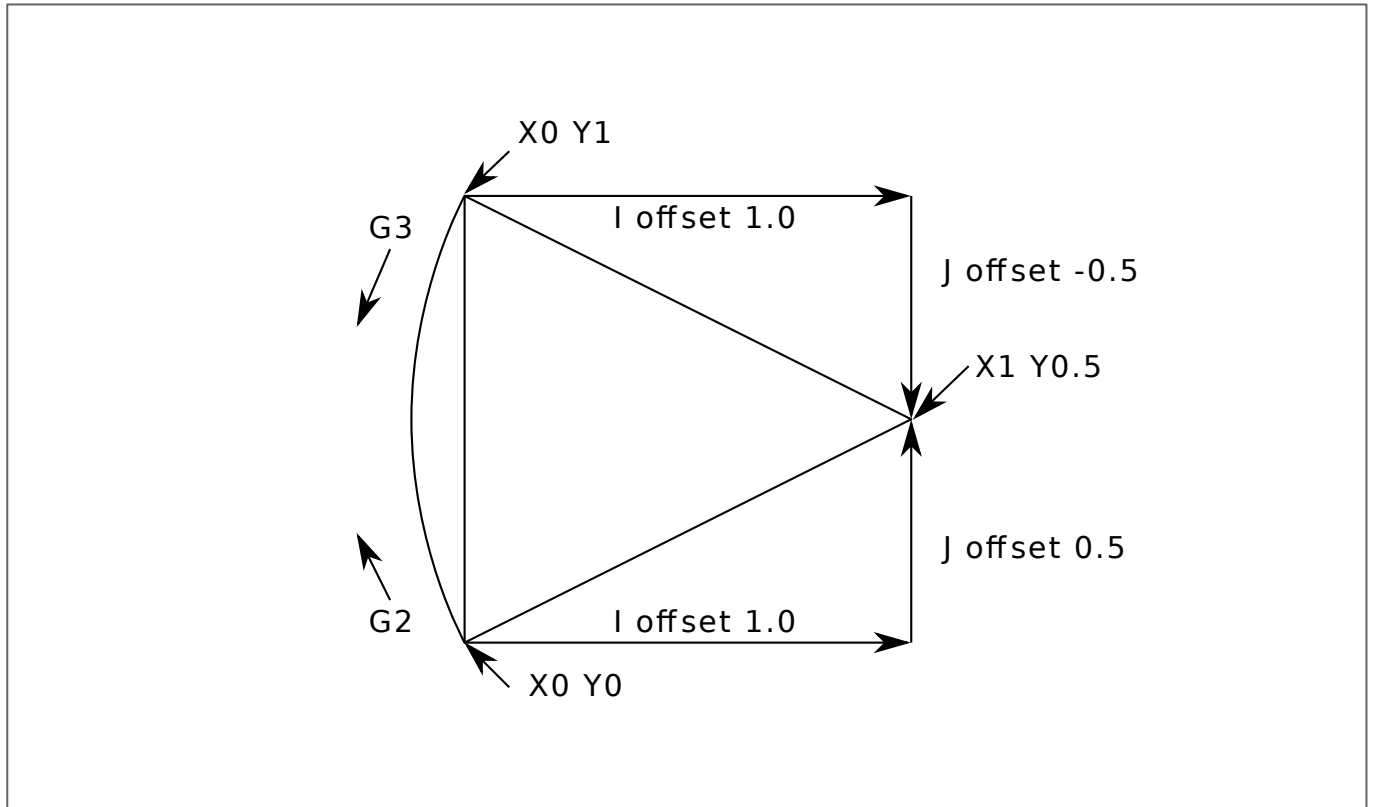 X0 Y1
I offset 1.0
G3
J offset -0.5
X1 Y0.5
J offset 0.5
I offset 1.0
G2
X0 Y0